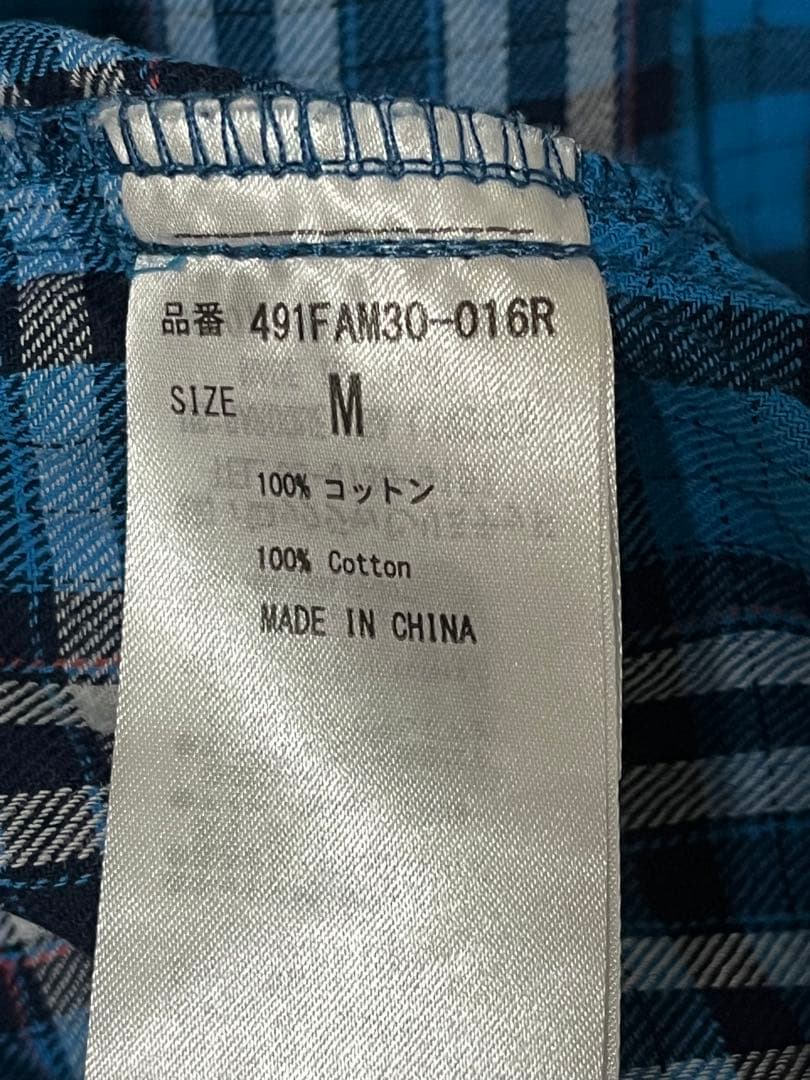 品番 491FAM30-016R
SIZE M
100% コットン
100% Cotton
MADE IN CHINA